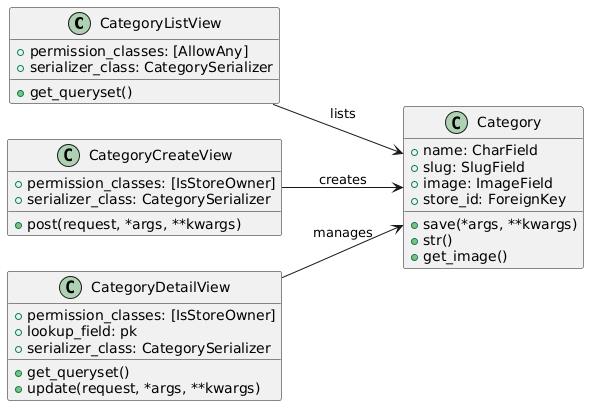 C CategoryListView
permission_classes: [AllowAny]
serializer_class: CategorySerializer
get_queryset()
lists
C CategoryCreateView
permission_classes: [IsStoreOwner]
serializer_class: CategorySerializer
post(request, *args, **kwargs)
creates
C CategoryDetailView
permission_classes: [IsStoreOwner]
lookup_field: pk
serializer_class: CategorySerializer
get_queryset()
update(request, *args, **kwargs)
manages
C Category
name: CharField
slug: SlugField
image: ImageField
store_id: ForeignKey
save(*args, **kwargs)
str()
get_image()